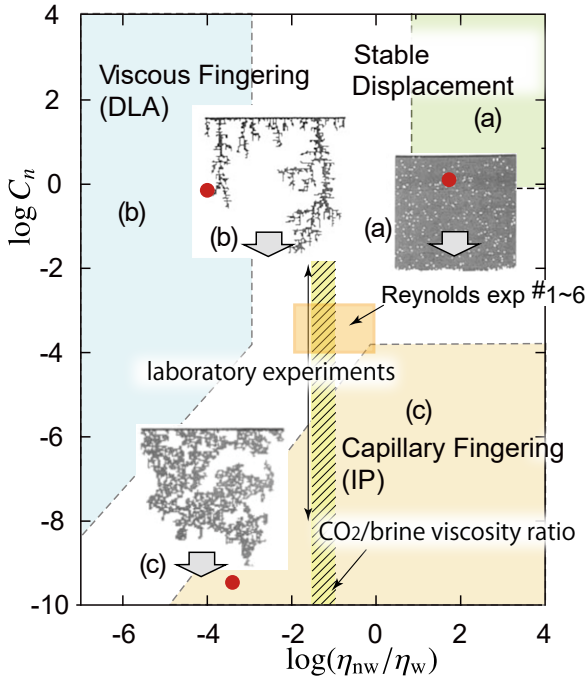 4
2
0
-2
-4
-6
-8
-10
log Cₙ
Viscous Fingering
(DLA)
Stable
Displacement
(a)
(b)
(b)
(a)
Reynolds exp #1~6
laboratory experiments
(c)
Capillary Fingering
(IP)
CO2/brine viscosity ratio
(c)
-6
-4
-2
0
2
4
log(ηnw/ηw)